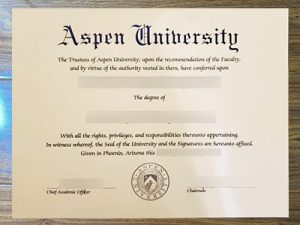 Aspen University
The Trustees of Aspen University, upon the recommendation of the Faculty,
and by virtue of the authority vested in them, have conferred upon
The degree of
With all the rights, privileges, and responsibilities thereunto appertaining.
In witness whereof, the Seal of the University and the Signatures are hereunto affixed.
Given in Phoenix, Arizona this
Chief Academic Officer
Chairman